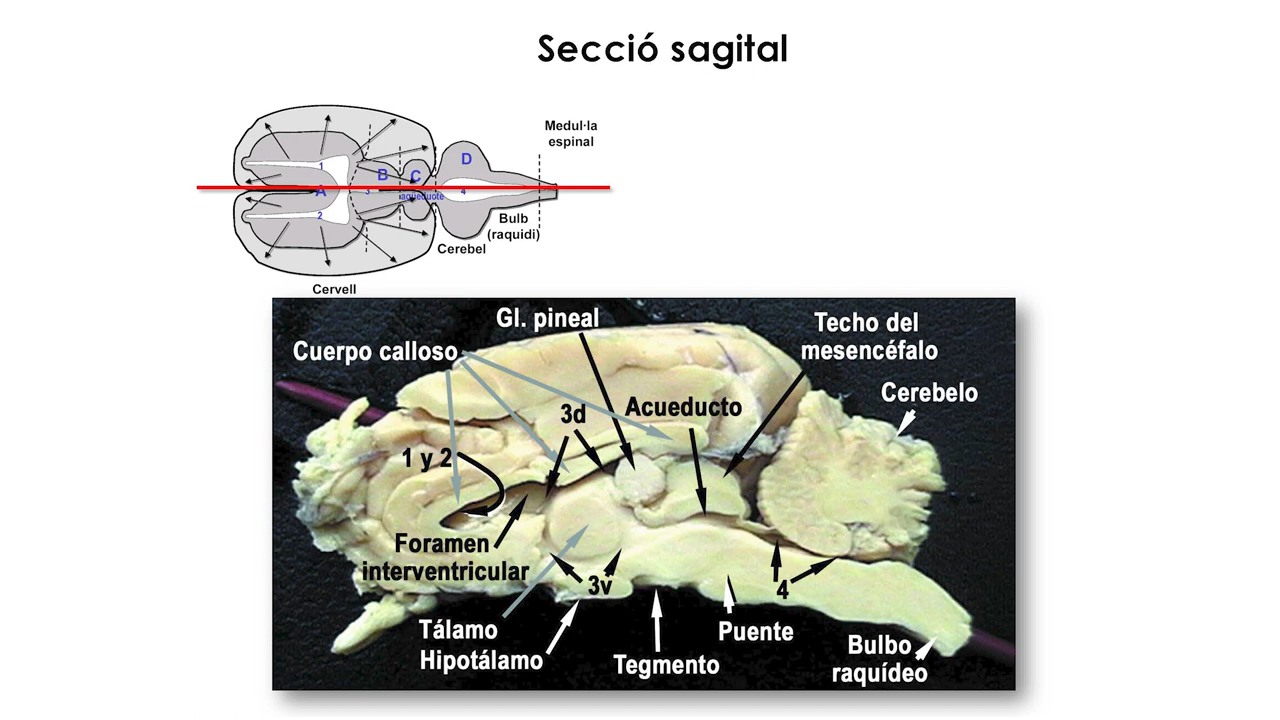 Secció sagital
Medul·la
espinal
D
B
C
1
A
3
aqüeducte
4
2
Bulb
(raquidi)
Cerebel
Cervell
Gl. pineal
Techo del
mesencéfalo
Cuerpo calloso
Cerebelo
3d
Acueducto
1 y 2
Foramen
interventricular
3v
4
Tálamo
Puente
Hipotálamo
Tegmento
Bulbo
raquídeo